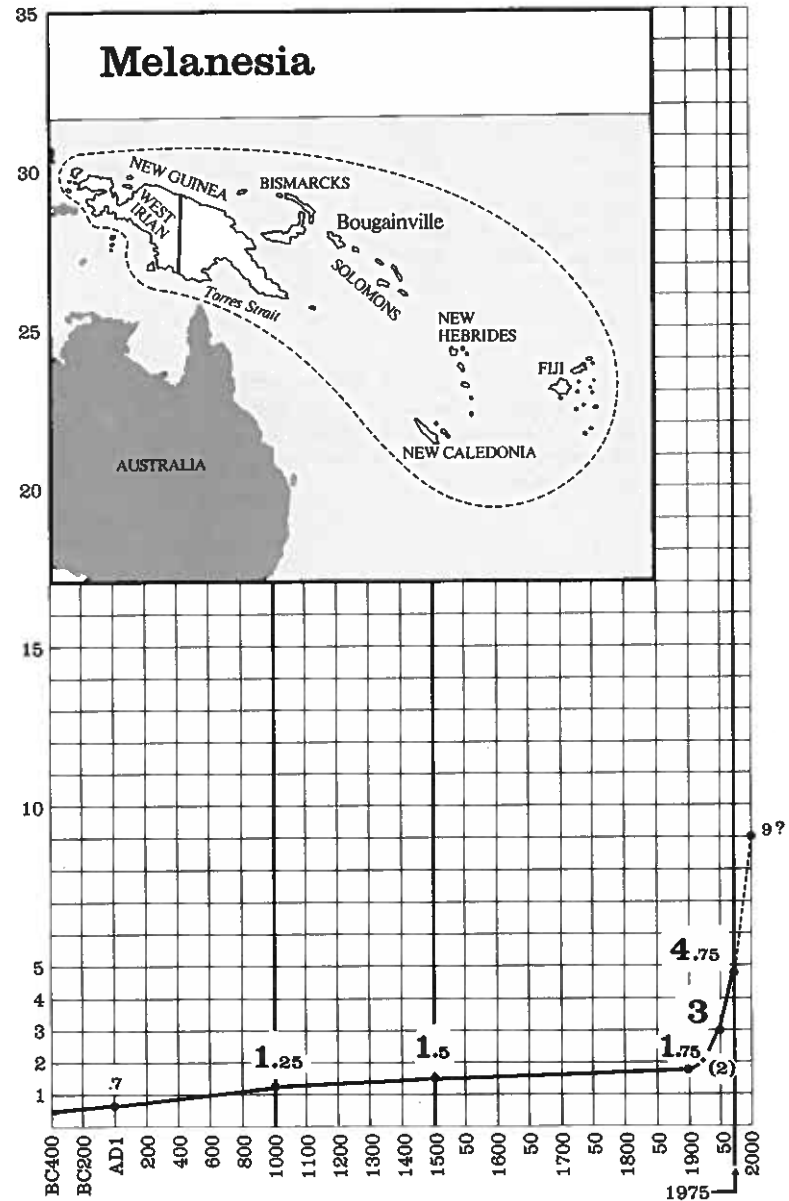 35
Melanesia
30
NEW GUINEA
WEST
IRIAN
BISMARCKS
Bougainville
SOLOMONS
Torres Strait
25
NEW
HEBRIDES
FIJI
NEW CALEDONIA
AUSTRALIA
20
15
10
9?
5
4.75
4
3
3
2
1.75
(2)
1.5
1.25
1
.7
BC400
BC200
AD1
200
400
600
800
1000
1100
1200
1300
1400
1500
50
1600
50
1700
50
1800
50
1900
50
2000
1975